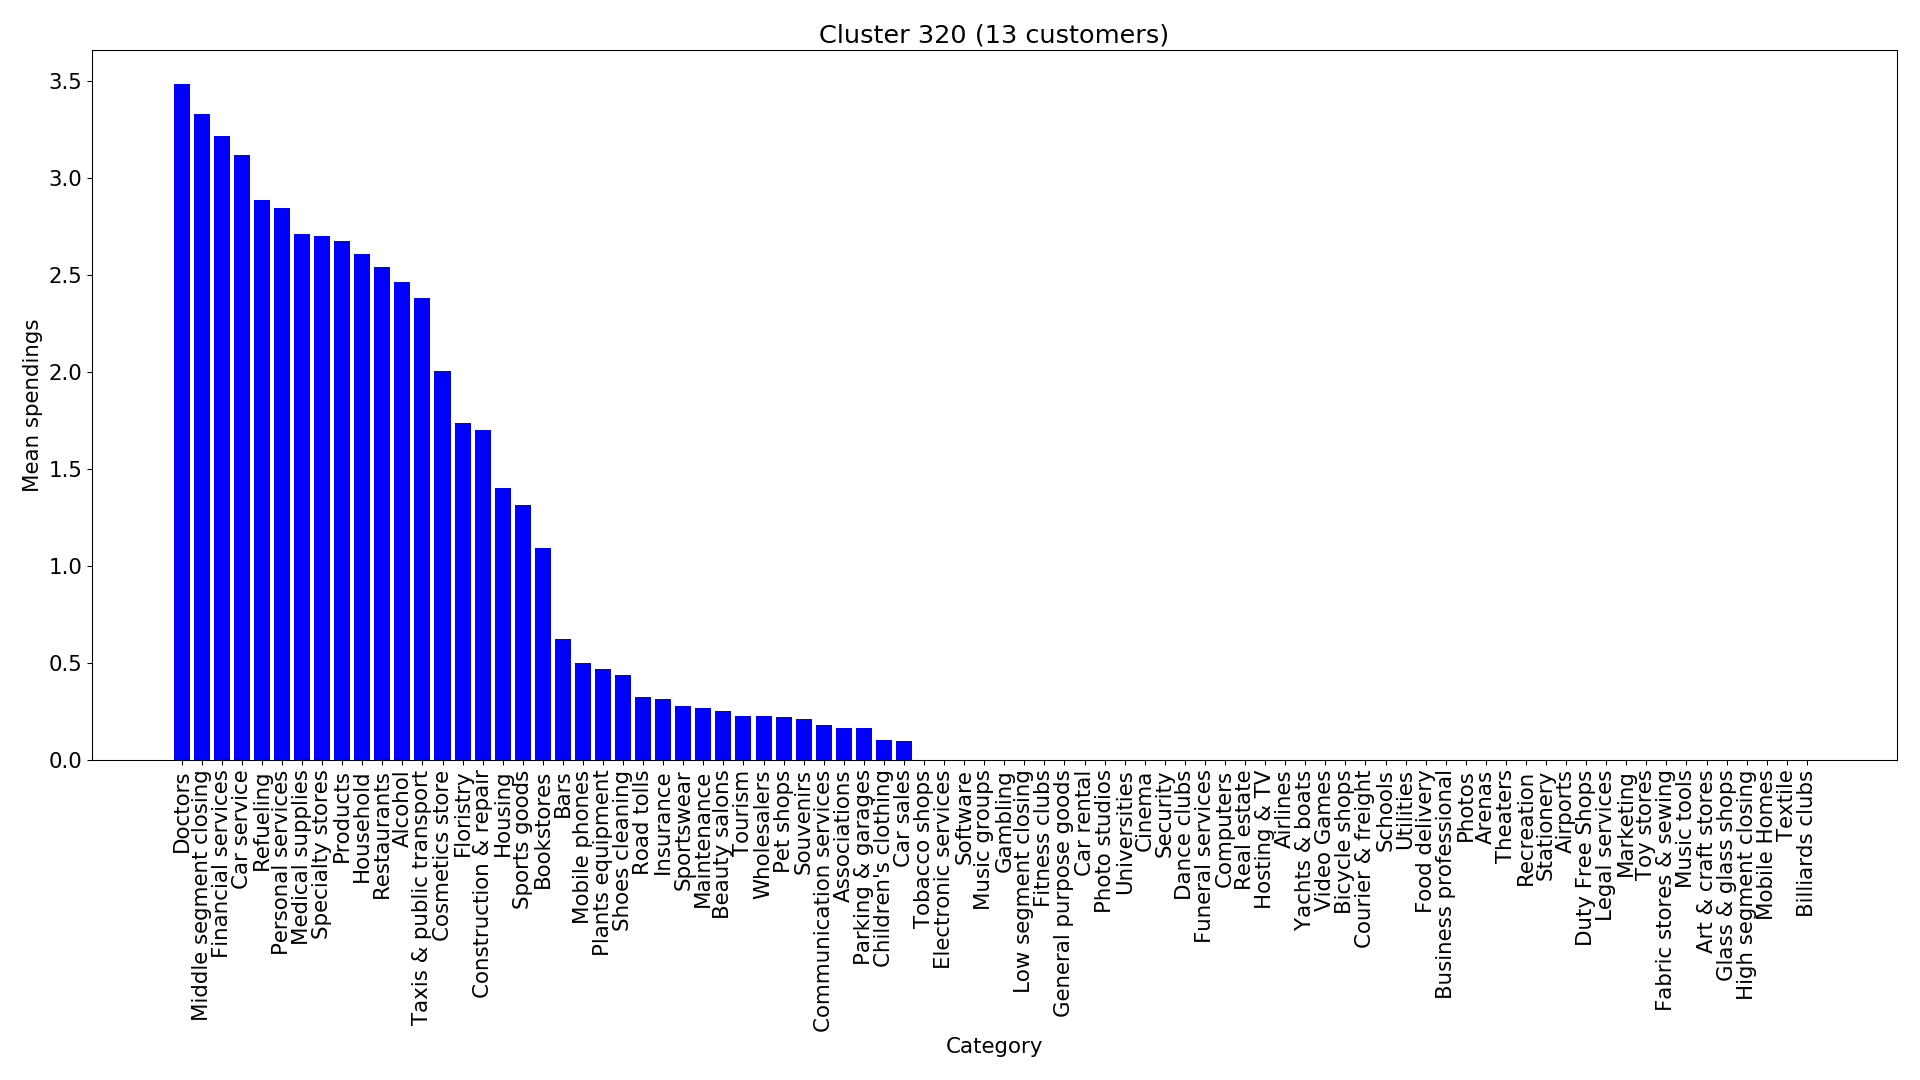 Cluster 320 (13 customers)
Mean spendings
3.5
3.0
2.5
2.0
1.5
1.0
0.5
0.0
Doctors
Middle segment closing
Financial services
Car service
Refueling
Personal services
Medical supplies
Specialty stores
Products
Household
Restaurants
Alcohol
Taxis & public transport
Cosmetics store
Floristry
Construction & repair
Housing
Sports goods
Bookstores
Bars
Mobile phones
Plants equipment
Shoes cleaning
Road tolls
Insurance
Sportswear
Maintenance
Beauty salons
Tourism
Wholesalers
Pet shops
Souvenirs
Communication services
Associations
Parking & garages
Children's clothing
Car sales
Tobacco shops
Electronic services
Software
Music groups
Gambling
Low segment closing
Fitness clubs
General purpose goods
Car rental
Photo studios
Universities
Cinema
Security
Dance clubs
Funeral services
Computers
Real estate
Hosting & TV
Airlines
Yachts & boats
Video Games
Bicycle shops
Courier & freight
Schools
Utilities
Food delivery
Business professional
Photos
Arenas
Theaters
Recreation
Stationery
Airports
Duty Free Shops
Legal services
Marketing
Toy stores
Fabric stores & sewing
Music tools
Art & craft stores
Glass & glass shops
High segment closing
Mobile Homes
Textile
Billiards clubs
Category